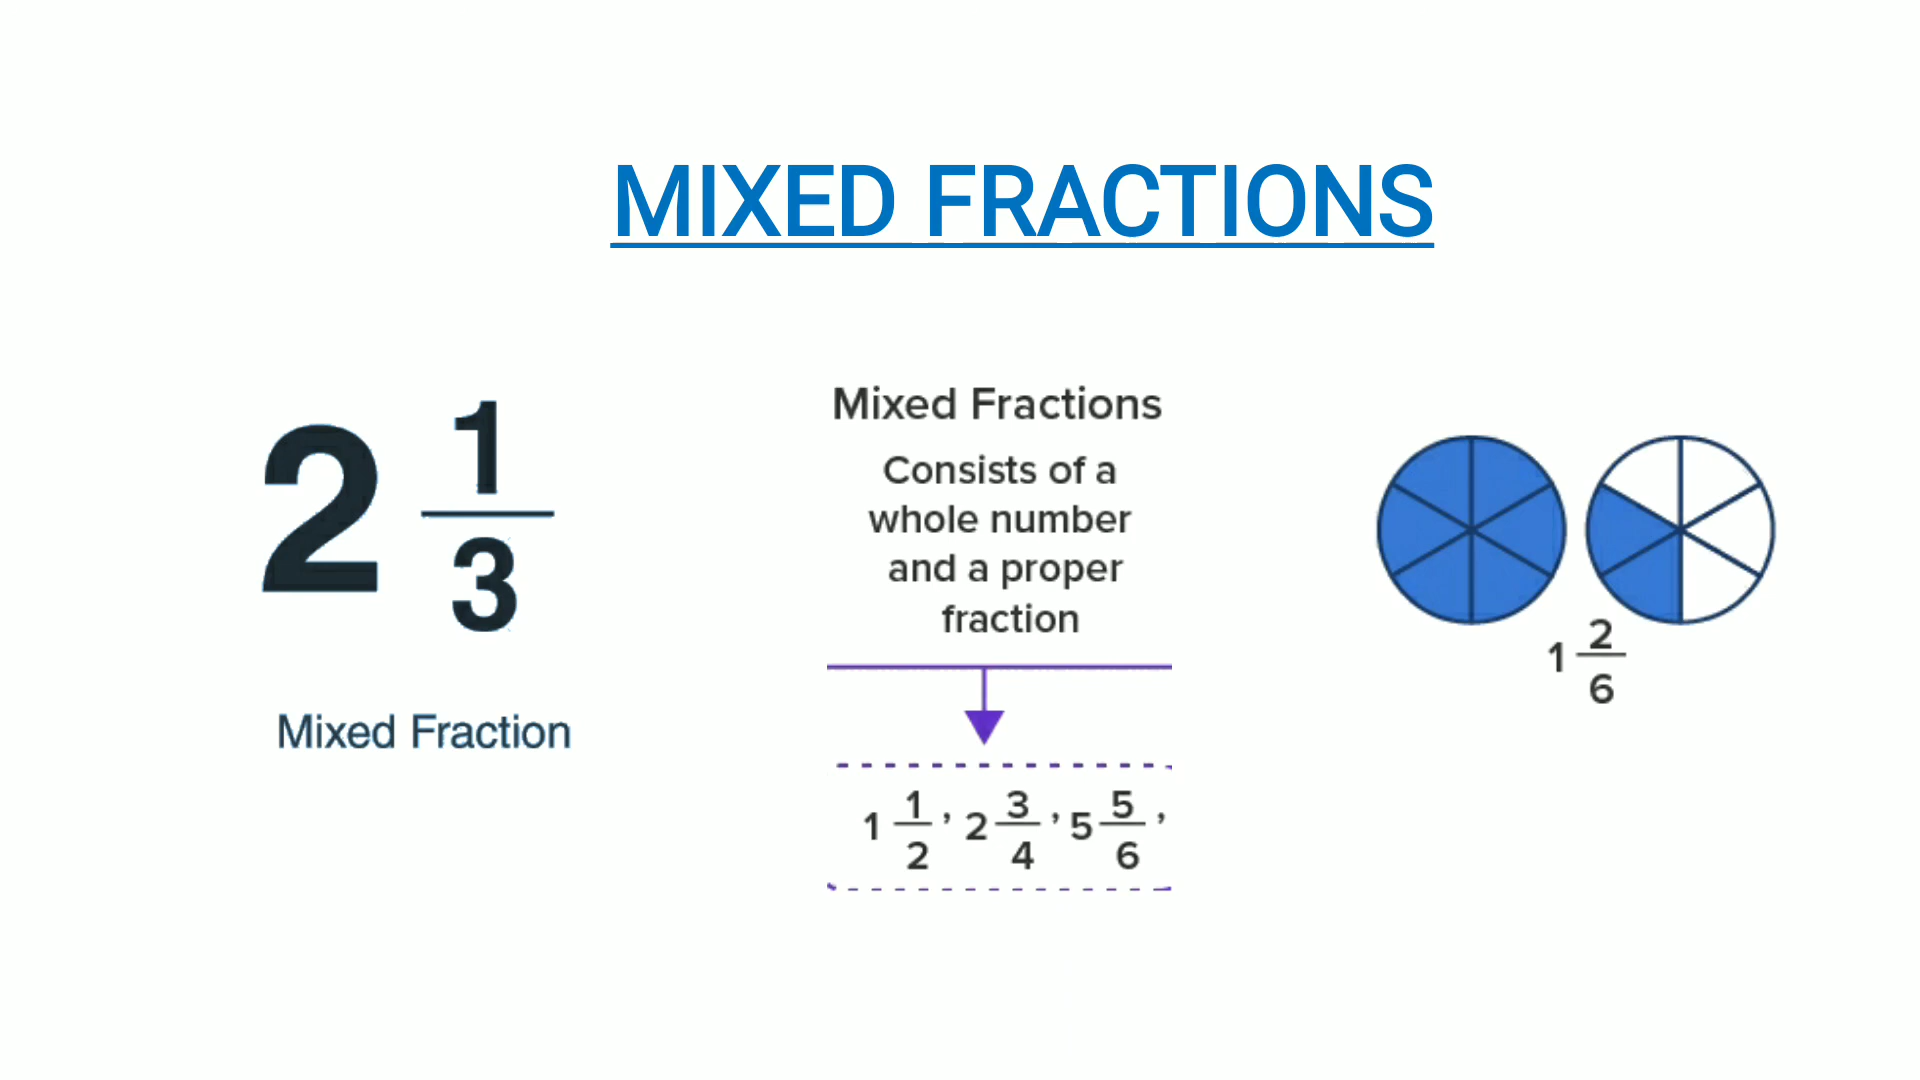 MIXED FRACTIONS
2 1/3
Mixed Fraction
Mixed Fractions
Consists of a
whole number
and a proper
fraction
1 1/2, 2 3/4, 5 5/6,
1 2/6